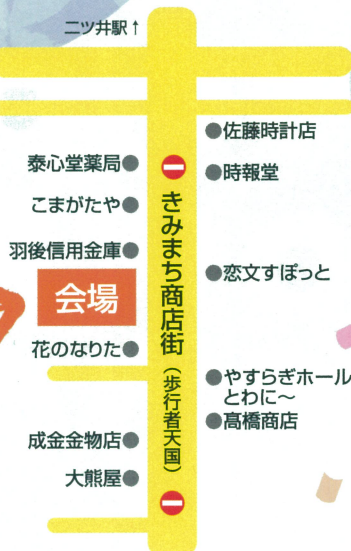 二ツ井駅↑
●佐藤時計店
泰心堂薬局●
●時報堂
こまがたや●
きみまち商店街（歩行者天国）
羽後信用金庫●
●恋文すぽっと
会場
花のなりた●
●やすらぎホール
とわに～
●髙橋商店
成金金物店●
大熊屋●